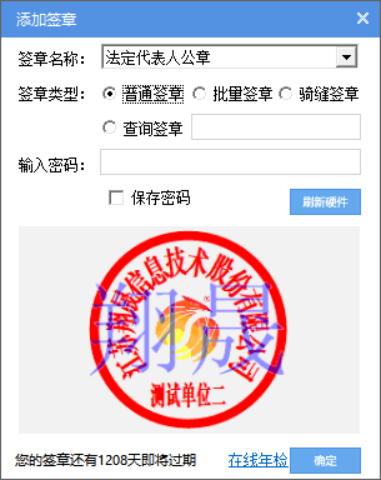 添加签章
签章名称： 法定代表人公章
签章类型： 普通签章 批量签章 骑缝签章
查询签章
输入密码：
保存密码
刷新硬件
江苏翔晟信息技术股份有限公司
翔晟
测试单位二
您的签章还有1208天即将过期 在线年检 确定